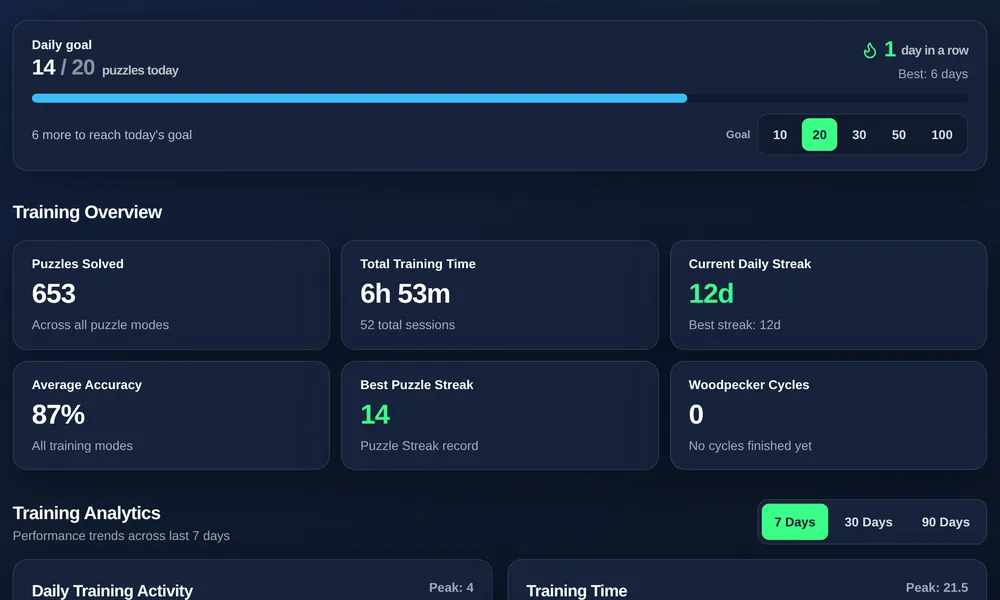 Daily goal
14 / 20 puzzles today
1 day in a row
Best: 6 days
6 more to reach today's goal
Goal 10 20 30 50 100
Training Overview
Puzzles Solved
653
Across all puzzle modes
Total Training Time
6h 53m
52 total sessions
Current Daily Streak
12d
Best streak: 12d
Average Accuracy
87%
All training modes
Best Puzzle Streak
14
Puzzle Streak record
Woodpecker Cycles
0
No cycles finished yet
Training Analytics
Performance trends across last 7 days
7 Days 30 Days 90 Days
Daily Training Activity Peak: 4
Training Time Peak: 21.5